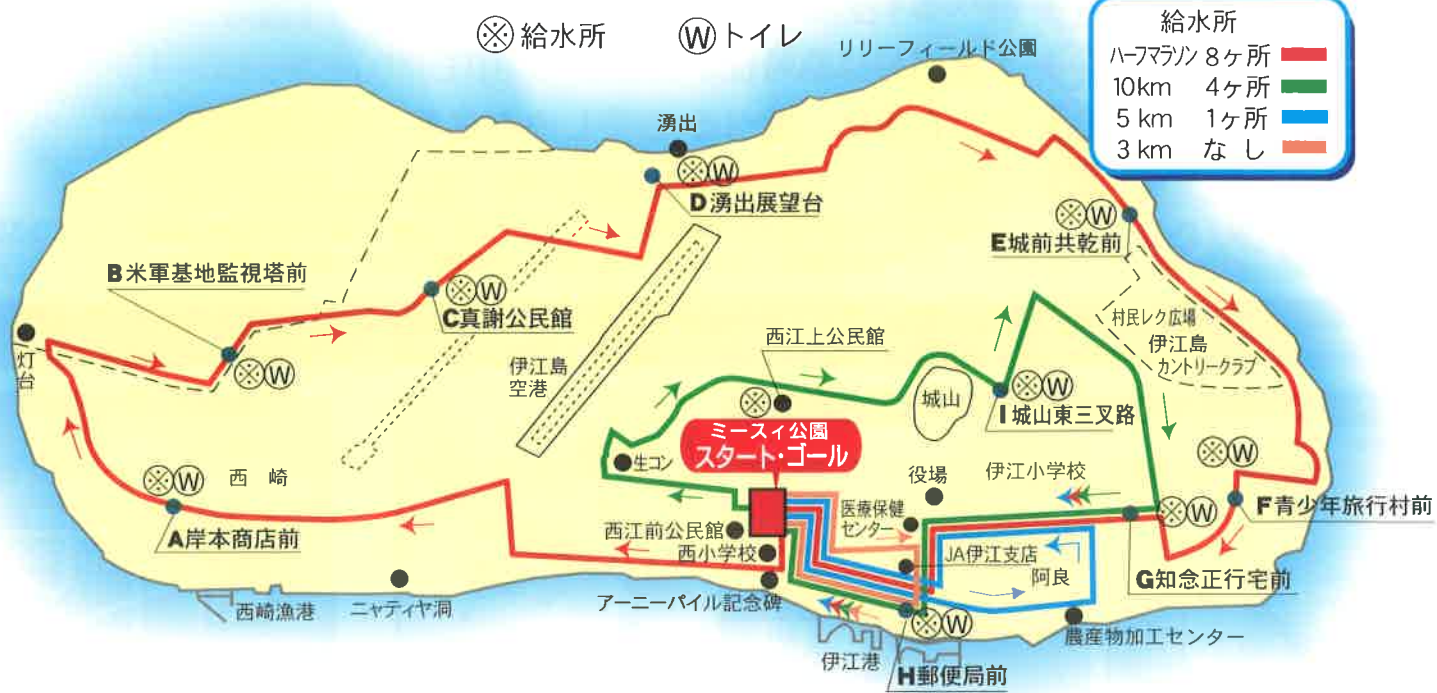 ※ 給水所
Ⓦ トイレ
給水所
ハーフマラソン 8ヶ所
10km 4ヶ所
5 km 1ヶ所
3 km なし
リリーフィールド公園
湧出
※Ⓦ
D湧出展望台
※Ⓦ
E城前共乾前
B米軍基地監視塔前
※Ⓦ
C真謝公民館
村民レク広場
伊江島
カントリークラブ
灯台
※Ⓦ
伊江島
空港
西江上公民館
※
城山
※Ⓦ
I城山東三叉路
ミースィ公園
スタート・ゴール
生コン
※Ⓦ
西崎
役場
伊江小学校
※Ⓦ
F青少年旅行村前
A岸本商店前
西江前公民館
西小学校
医療保健
センター
※Ⓦ
JA伊江支店
阿良
G知念正行宅前
西崎漁港
ニャティヤ洞
アーニーパイル記念碑
※Ⓦ
農産物加工センター
伊江港
H郵便局前